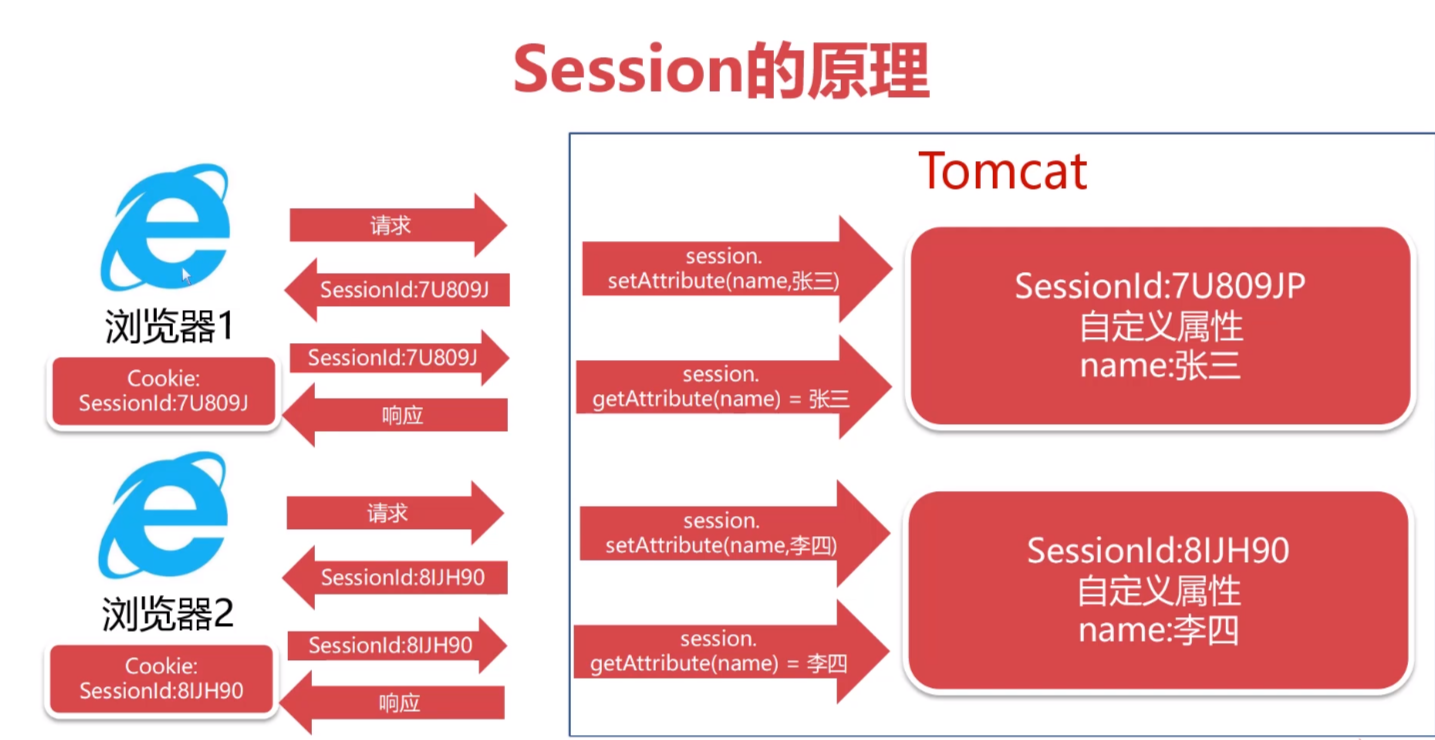 Session的原理
Tomcat
请求
SessionId:7U809J
SessionId:7U809J
响应
浏览器1
Cookie:
SessionId:7U809J
session.
setAttribute(name,张三)
session.
getAttribute(name) = 张三
SessionId:7U809JP
自定义属性
name:张三
请求
SessionId:8IJH90
SessionId:8IJH90
响应
浏览器2
Cookie:
SessionId:8IJH90
session.
setAttribute(name,李四)
session.
getAttribute(name) = 李四
SessionId:8IJH90
自定义属性
name:李四